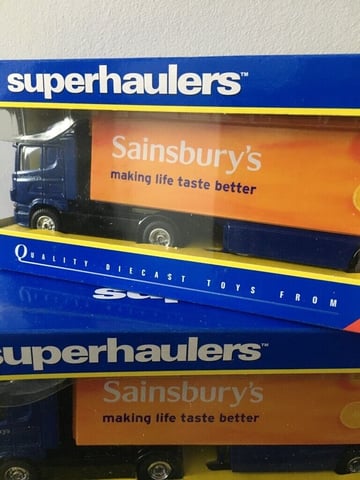 superhaulers™
Sainsbury's
making life taste better
QUALITY DIECAST TOYS FROM
superhaulers™
Sainsbury's
making life taste better